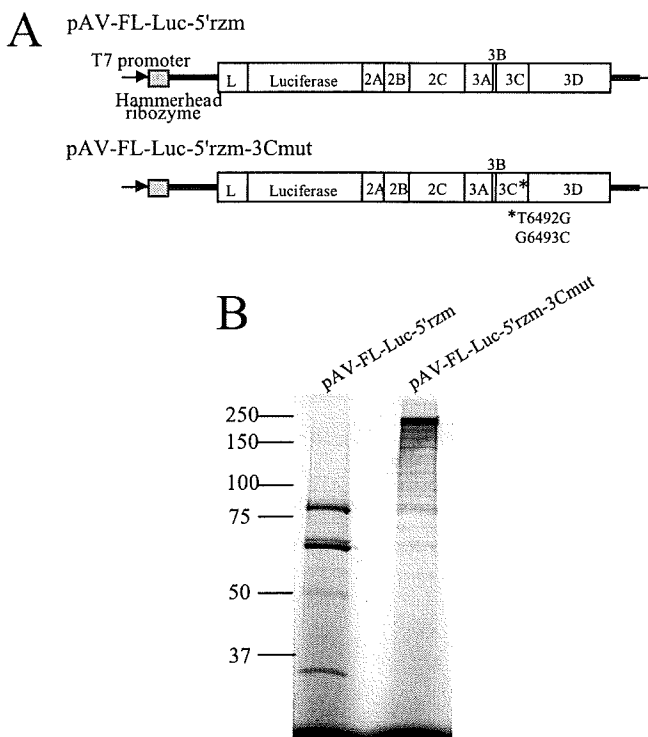 A
pAV-FL-Luc-5'rzm
T7 promoter
3B
L Luciferase 2A 2B 2C 3A 3C 3D
Hammerhead
ribozyme
pAV-FL-Luc-5'rzm-3Cmut
3B
L Luciferase 2A 2B 2C 3A 3C* 3D
*T6492G
G6493C
B
pAV-FL-Luc-5'rzm
pAV-FL-Luc-5'rzm-3Cmut
250
150
100
75
50
37